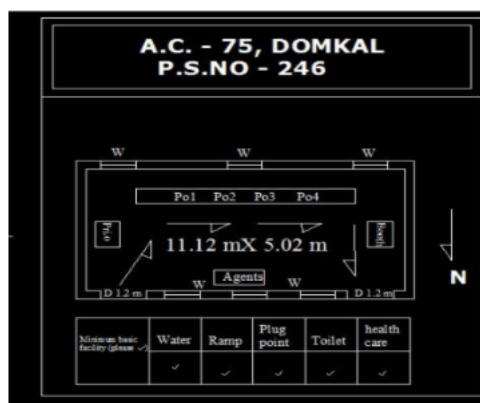 A.C. - 75, DOMKAL
P.S.NO - 246
W W W
Po1 Po2 Po3 Po4
Pri.o
Booth
11.12 mX 5.02 m
Agents
N
W W
D 1.2 m D 1.2 m
Minimum basic facility (please ✓) Water Ramp Plug point Toilet health care
✓ ✓ ✓ ✓ ✓